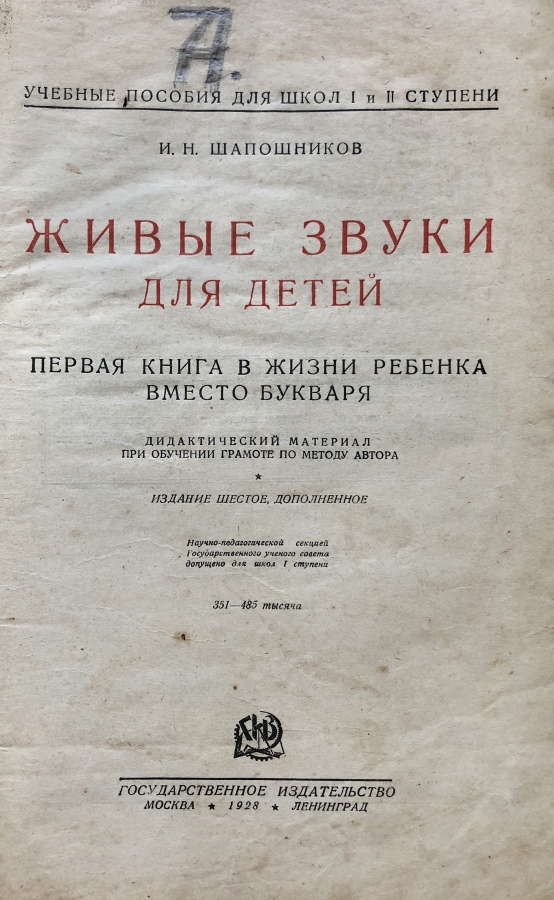 А.
УЧЕБНЫЕ ПОСОБИЯ ДЛЯ ШКОЛ I и II СТУПЕНИ
И. Н. ШАПОШНИКОВ
ЖИВЫЕ ЗВУКИ
ДЛЯ ДЕТЕЙ
ПЕРВАЯ КНИГА В ЖИЗНИ РЕБЕНКА
ВМЕСТО БУКВАРЯ
ДИДАКТИЧЕСКИЙ МАТЕРИАЛ
ПРИ ОБУЧЕНИИ ГРАМОТЕ ПО МЕТОДУ АВТОРА
★
ИЗДАНИЕ ШЕСТОЕ, ДОПОЛНЕННОЕ
Научно-педагогической секцией
Государственного ученого совета
допущено для школ I ступени
351—485 тысяча
ГОСУДАРСТВЕННОЕ ИЗДАТЕЛЬСТВО
МОСКВА ★ 1928 ★ ЛЕНИНГРАД